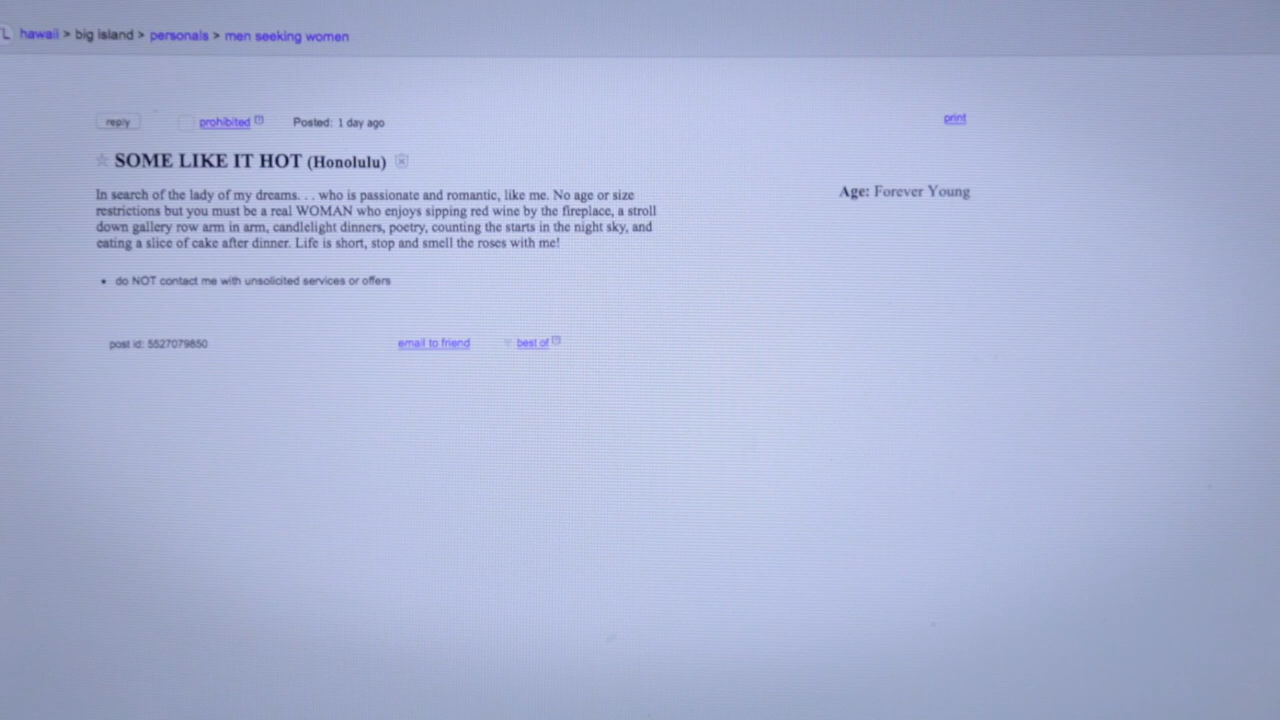 hawaii > big island > personals > men seeking women
reply prohibited Posted: 1 day ago print
SOME LIKE IT HOT (Honolulu)
In search of the lady of my dreams. . . who is passionate and romantic, like me. No age or size
restrictions but you must be a real WOMAN who enjoys sipping red wine by the fireplace, a stroll
down gallery row arm in arm, candlelight dinners, poetry, counting the starts in the night sky, and
eating a slice of cake after dinner. Life is short, stop and smell the roses with me!
Age: Forever Young
• do NOT contact me with unsolicited services or offers
post id: 5527079850 email to friend best of